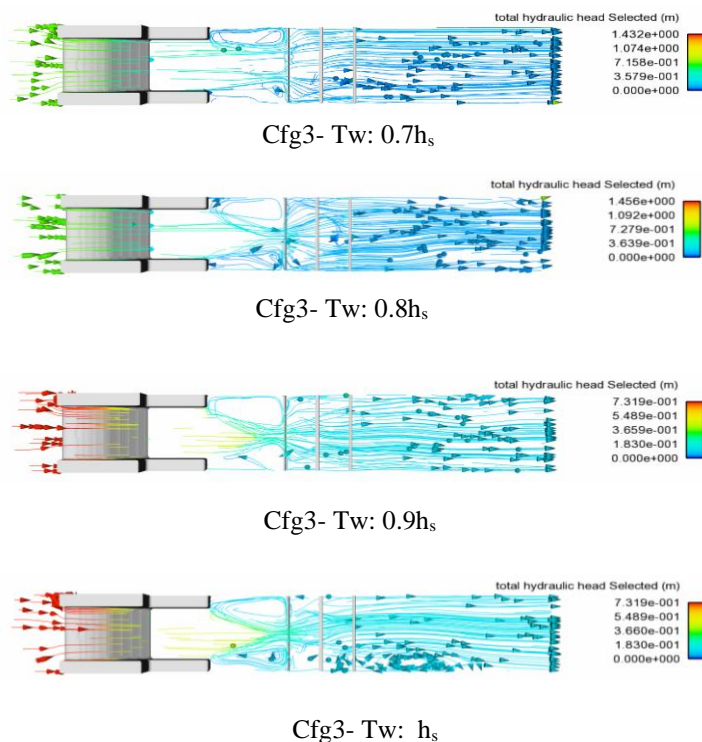 total hydraulic head Selected (m)
1.432e+000
1.074e+000
7.158e-001
3.579e-001
0.000e+000
Cfg3- Tw: 0.7hₛ
total hydraulic head Selected (m)
1.456e+000
1.092e+000
7.279e-001
3.639e-001
0.000e+000
Cfg3- Tw: 0.8hₛ
total hydraulic head Selected (m)
7.319e-001
5.489e-001
3.659e-001
1.830e-001
0.000e+000
Cfg3- Tw: 0.9hₛ
total hydraulic head Selected (m)
7.319e-001
5.489e-001
3.660e-001
1.830e-001
0.000e+000
Cfg3- Tw: hₛ